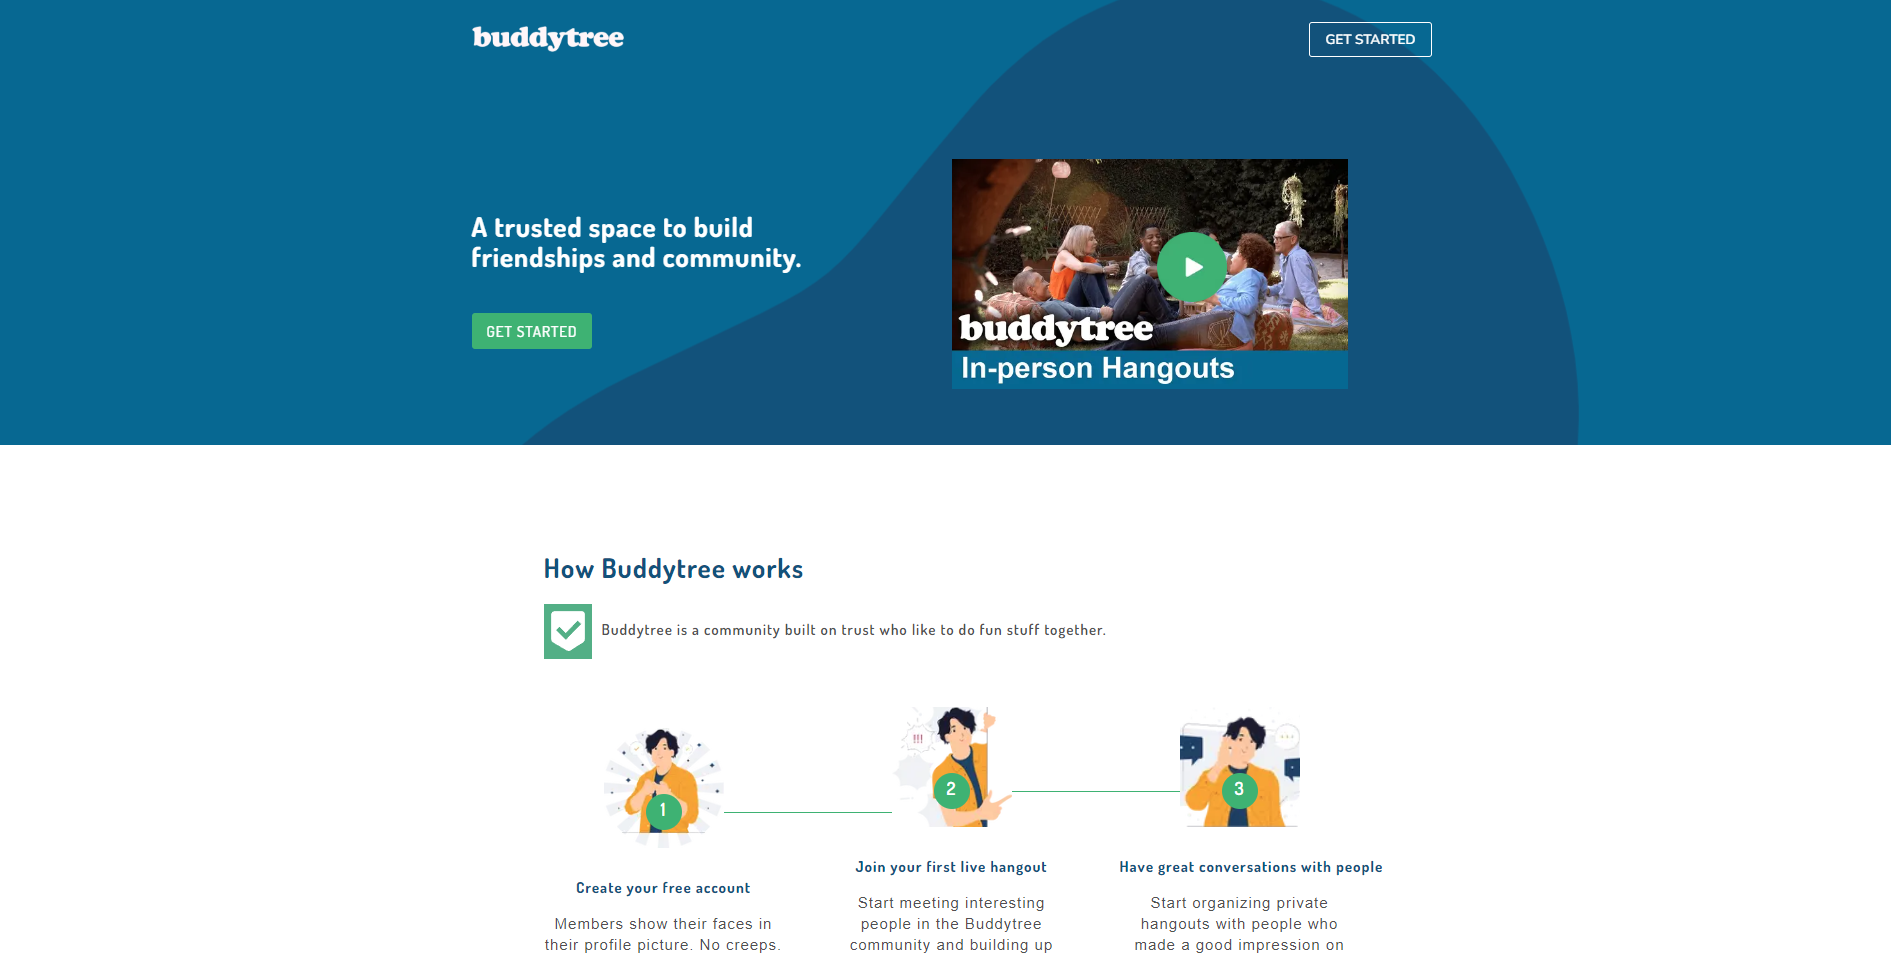 buddytree
GET STARTED
A trusted space to build
friendships and community.
GET STARTED
buddytree
In-person Hangouts
How Buddytree works
Buddytree is a community built on trust who like to do fun stuff together.
!!!
1
2
3
Create your free account
Members show their faces in
their profile picture. No creeps.
Join your first live hangout
Start meeting interesting
people in the Buddytree
community and building up
Have great conversations with people
Start organizing private
hangouts with people who
made a good impression on